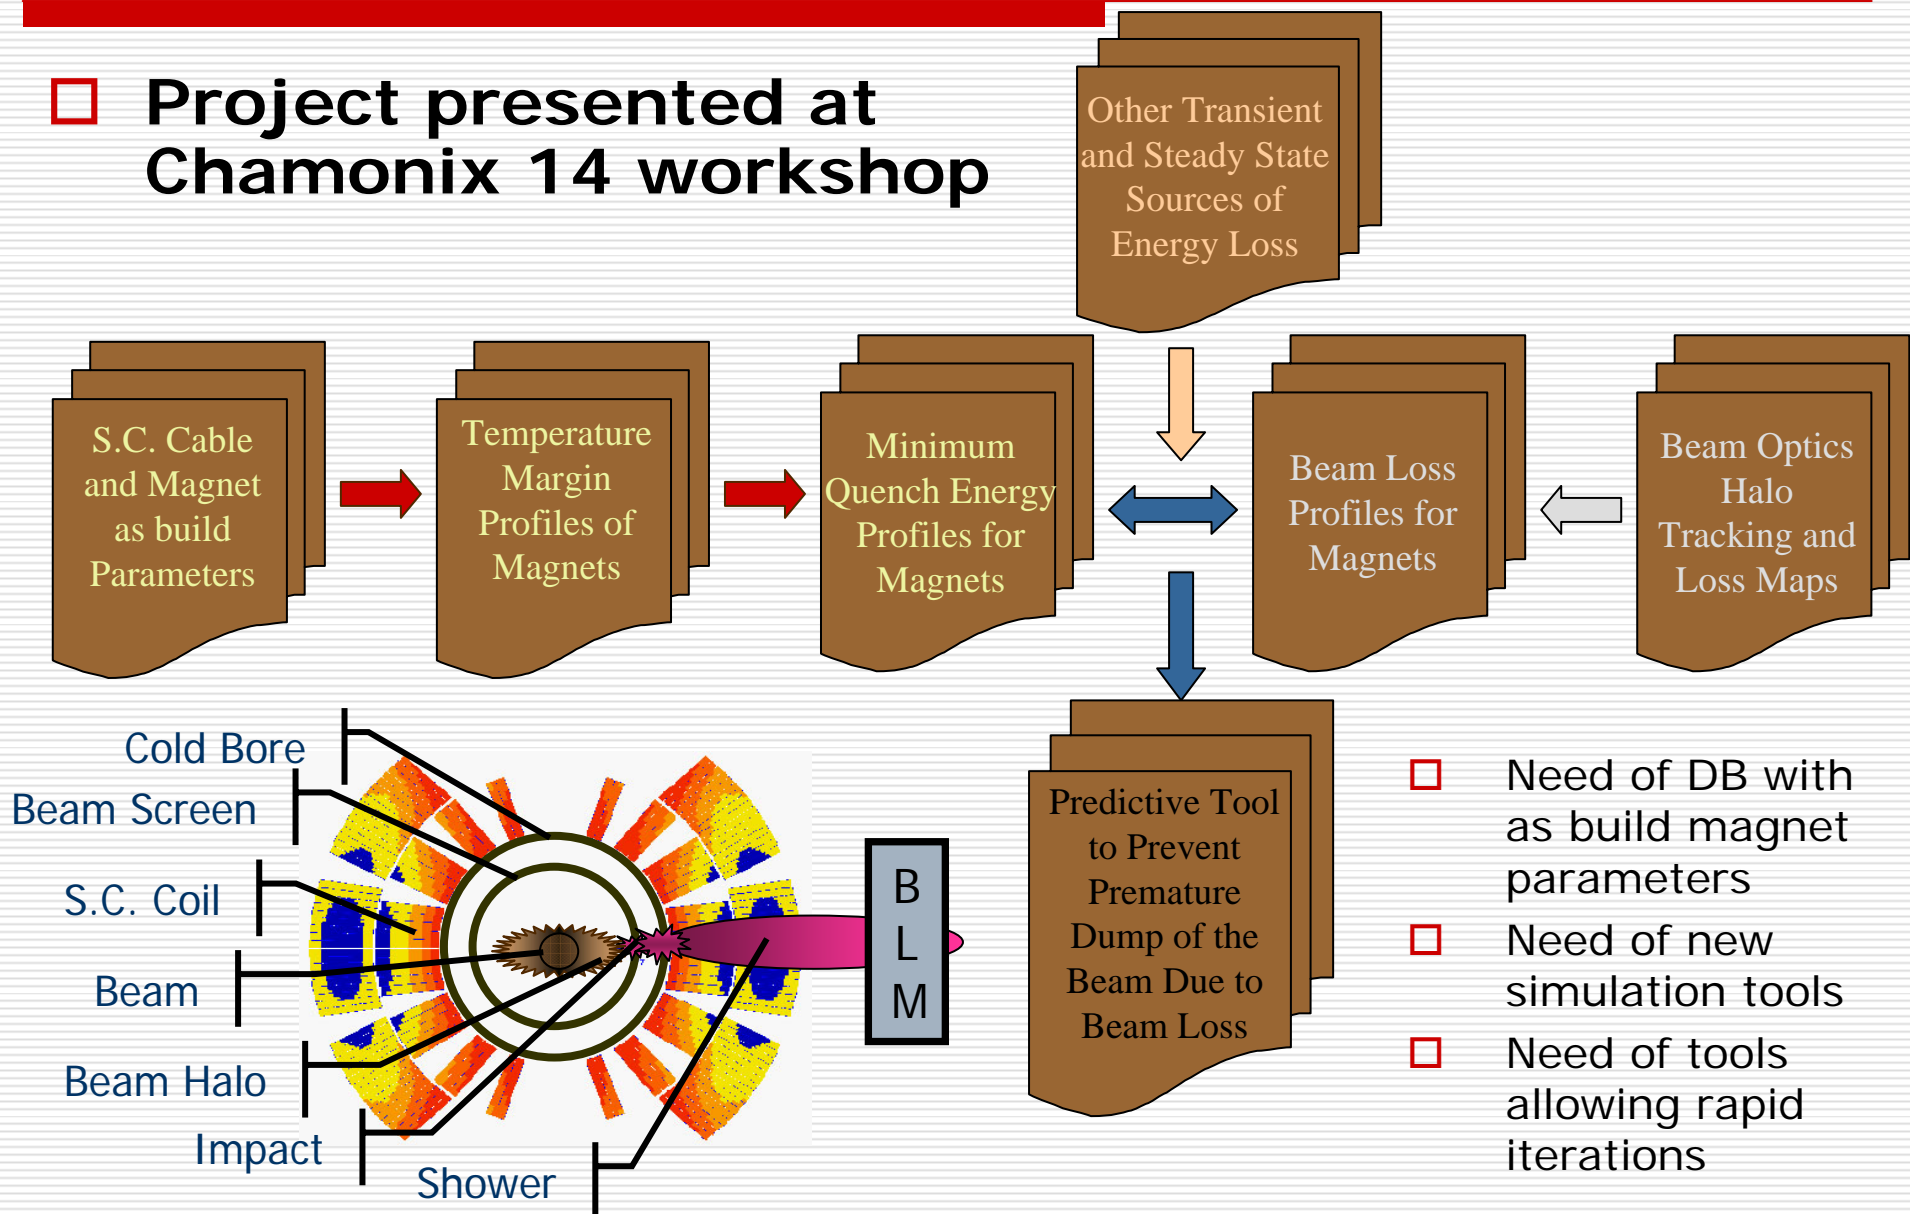 Project presented at
Chamonix 14 workshop
Other Transient
and Steady State
Sources of
Energy Loss
S.C. Cable
and Magnet
as build
Parameters
Temperature
Margin
Profiles of
Magnets
Minimum
Quench Energy
Profiles for
Magnets
Beam Loss
Profiles for
Magnets
Beam Optics
Halo
Tracking and
Loss Maps
Cold Bore
Beam Screen
S.C. Coil
Beam
Beam Halo
Impact
Shower
B
L
M
Predictive Tool
to Prevent
Premature
Dump of the
Beam Due to
Beam Loss
Need of DB with
as build magnet
parameters
Need of new
simulation tools
Need of tools
allowing rapid
iterations